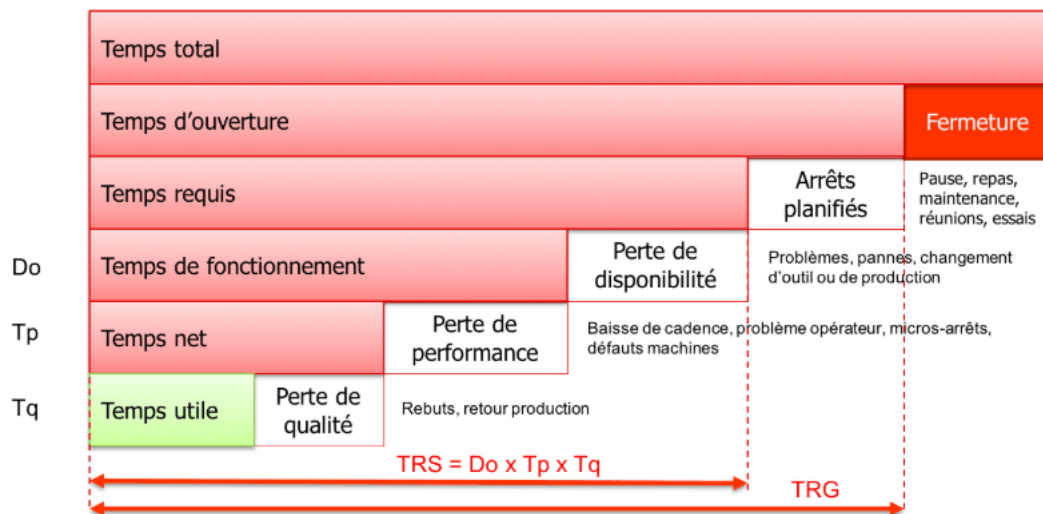 Temps total
Temps d'ouverture
Fermeture
Temps requis
Arrêts
planifiés
Pause, repas,
maintenance,
réunions, essais
Do
Temps de fonctionnement
Perte de
disponibilité
Problèmes, pannes, changement
d'outil ou de production
Tp
Temps net
Perte de
performance
Baisse de cadence, problème opérateur, micros-arrêts,
défauts machines
Tq
Temps utile
Perte de
qualité
Rebuts, retour production
TRS = Do x Tp x Tq
TRG